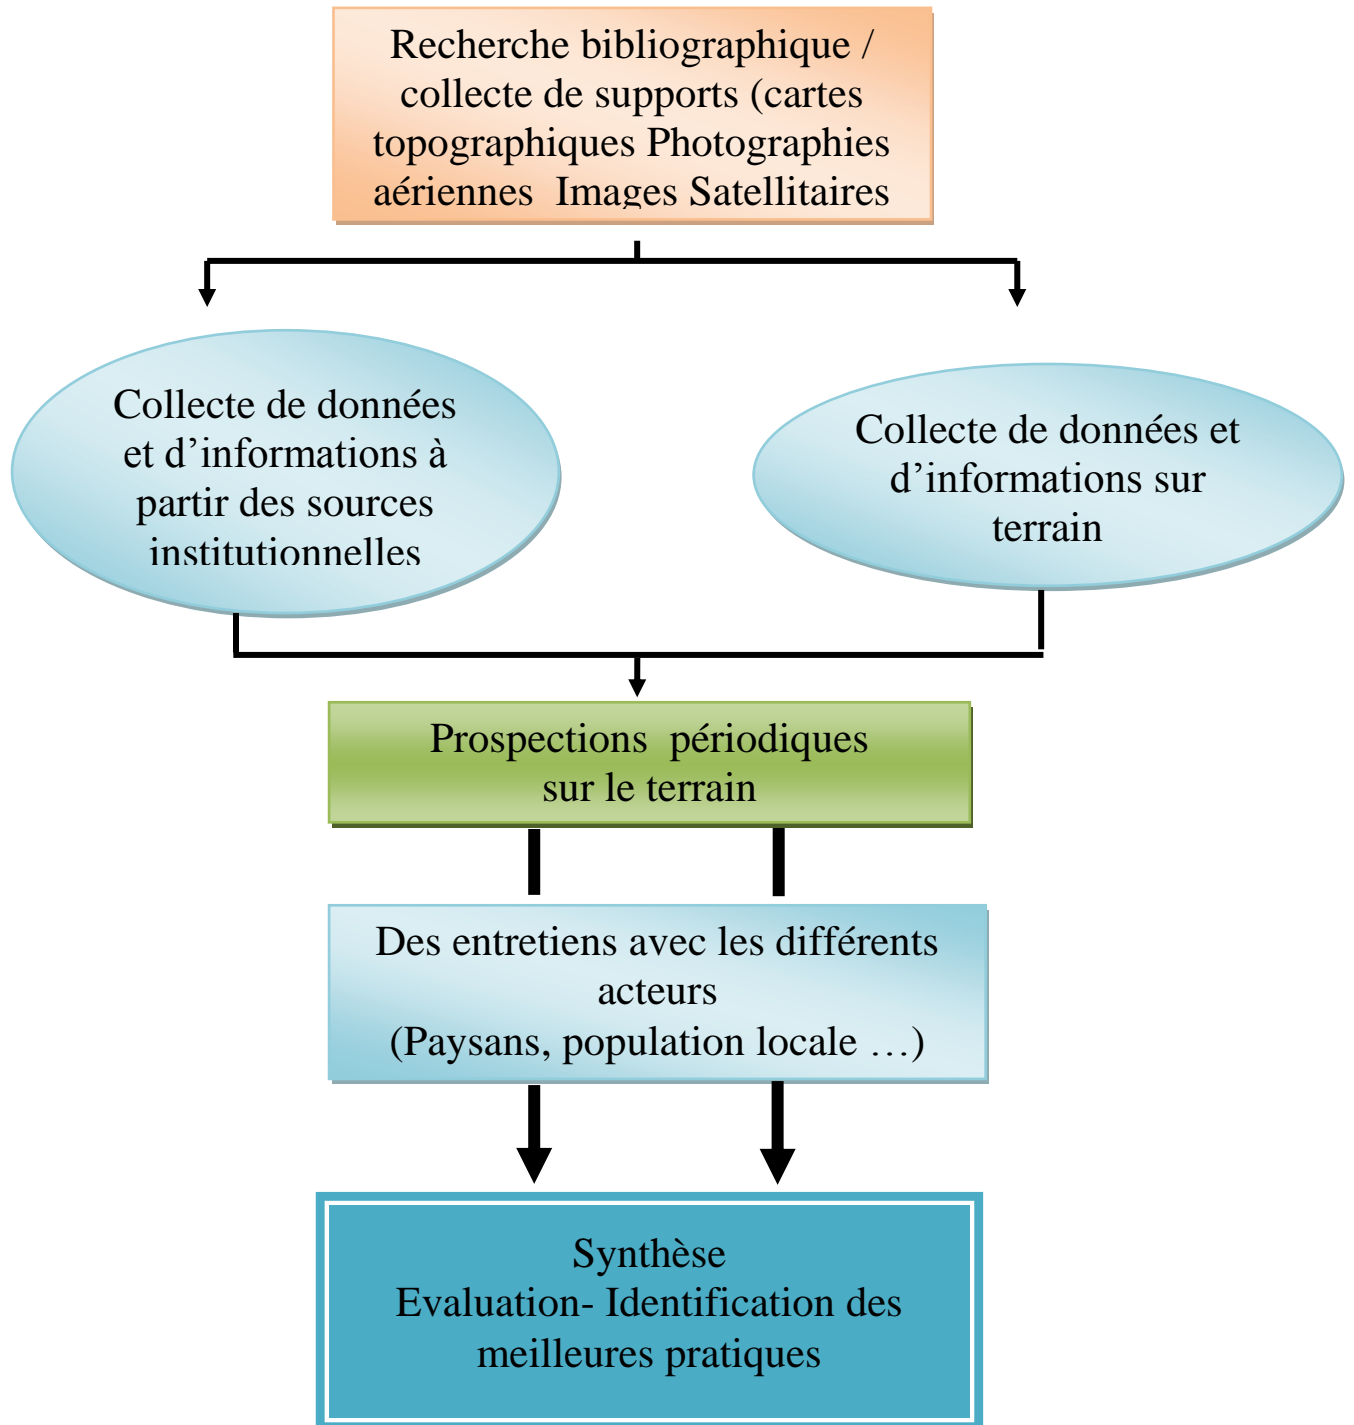 Recherche bibliographique /
collecte de supports (cartes
topographiques Photographies
aériennes  Images Satellitaires
Collecte de données
et d’informations à
partir des sources
institutionnelles
Collecte de données et
d’informations sur
terrain
Prospections  périodiques
sur le terrain
Des entretiens avec les différents
acteurs
(Paysans, population locale …)
Synthèse
Evaluation- Identification des
meilleures pratiques